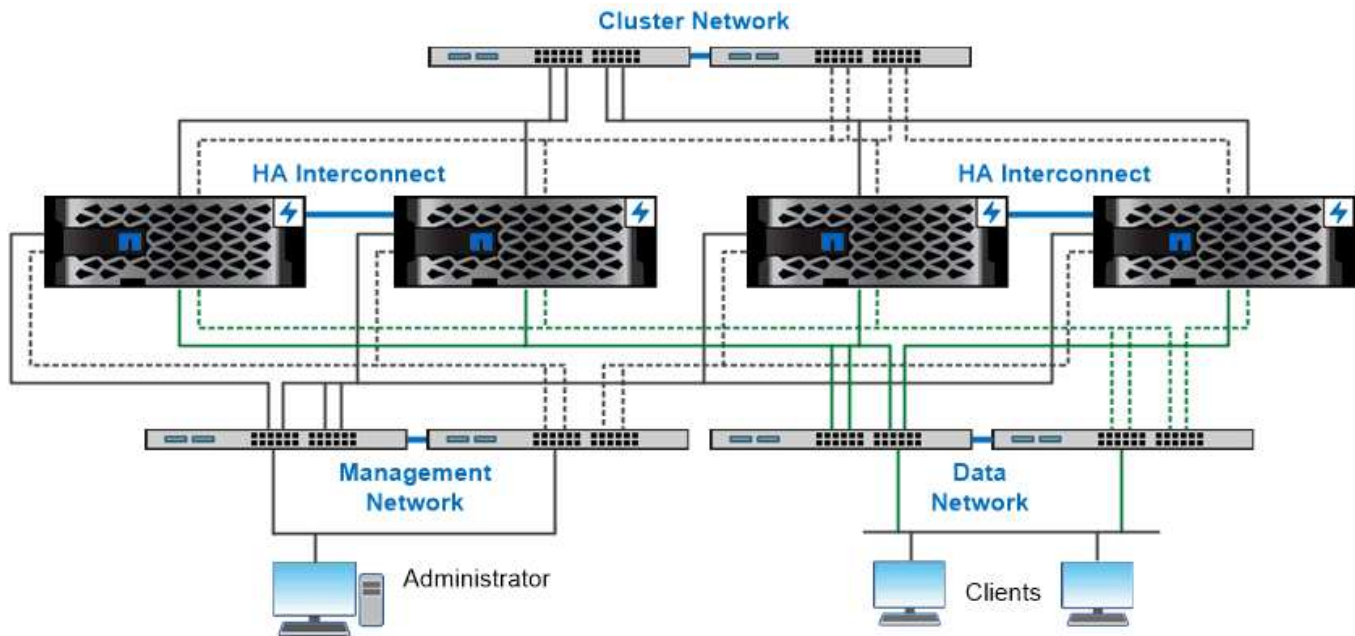 Cluster Network
HA Interconnect
HA Interconnect
Management
Network
Data
Network
Administrator
Clients